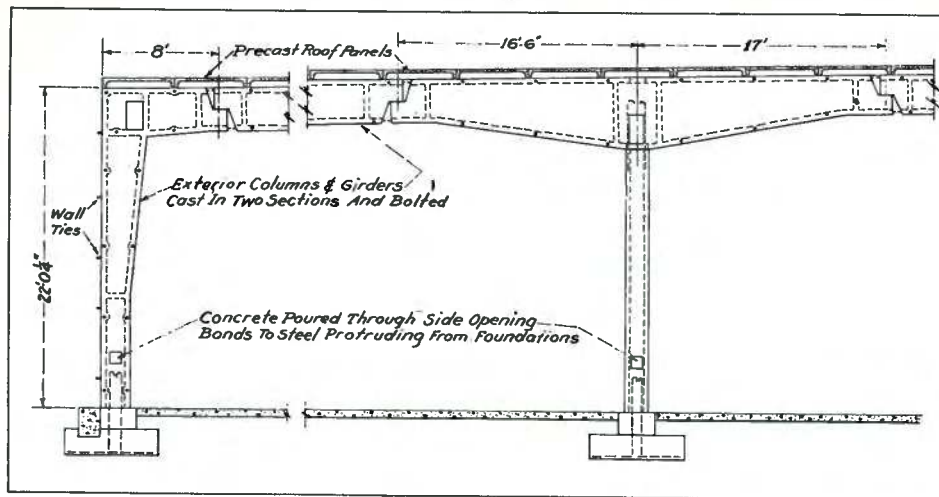 8'
Precast Roof Panels
16'-6"
17'
Exterior Columns & Girders
Cast In Two Sections And Bolted
Wall
Ties
22'-0¼"
Concrete Poured Through Side Opening
Bonds To Steel Protruding From Foundations